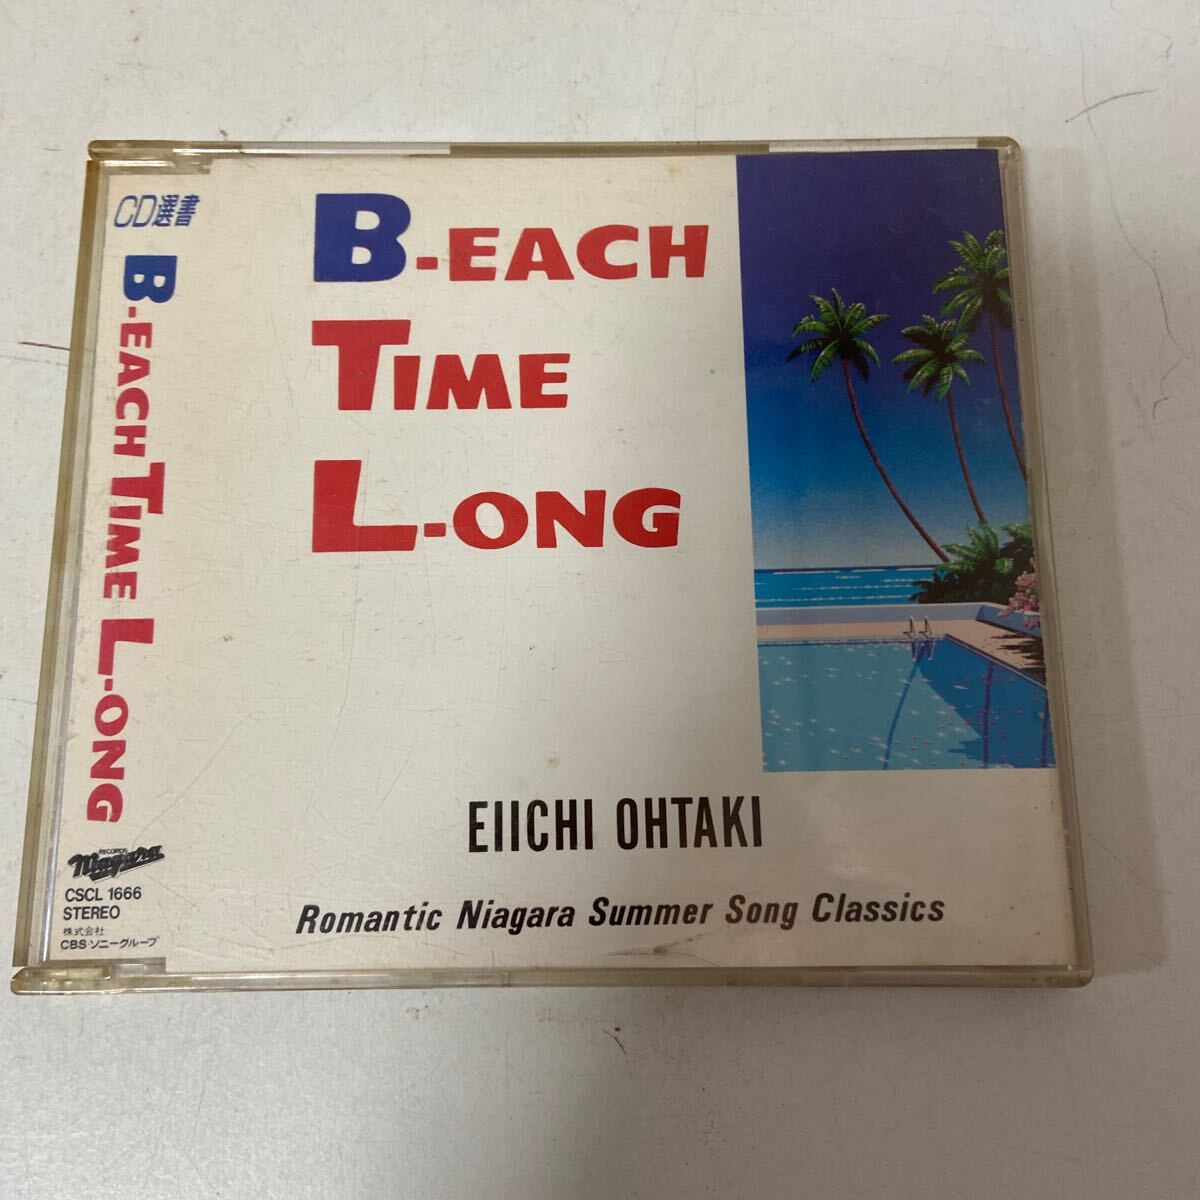 CD選書
B-EACH TIME L-ONG
RECORDS
Niagara
CSCL 1666
STEREO
株式会社
CBS・ソニーグループ
B-EACH
TIME
L-ONG
EIICHI OHTAKI
Romantic Niagara Summer Song Classics